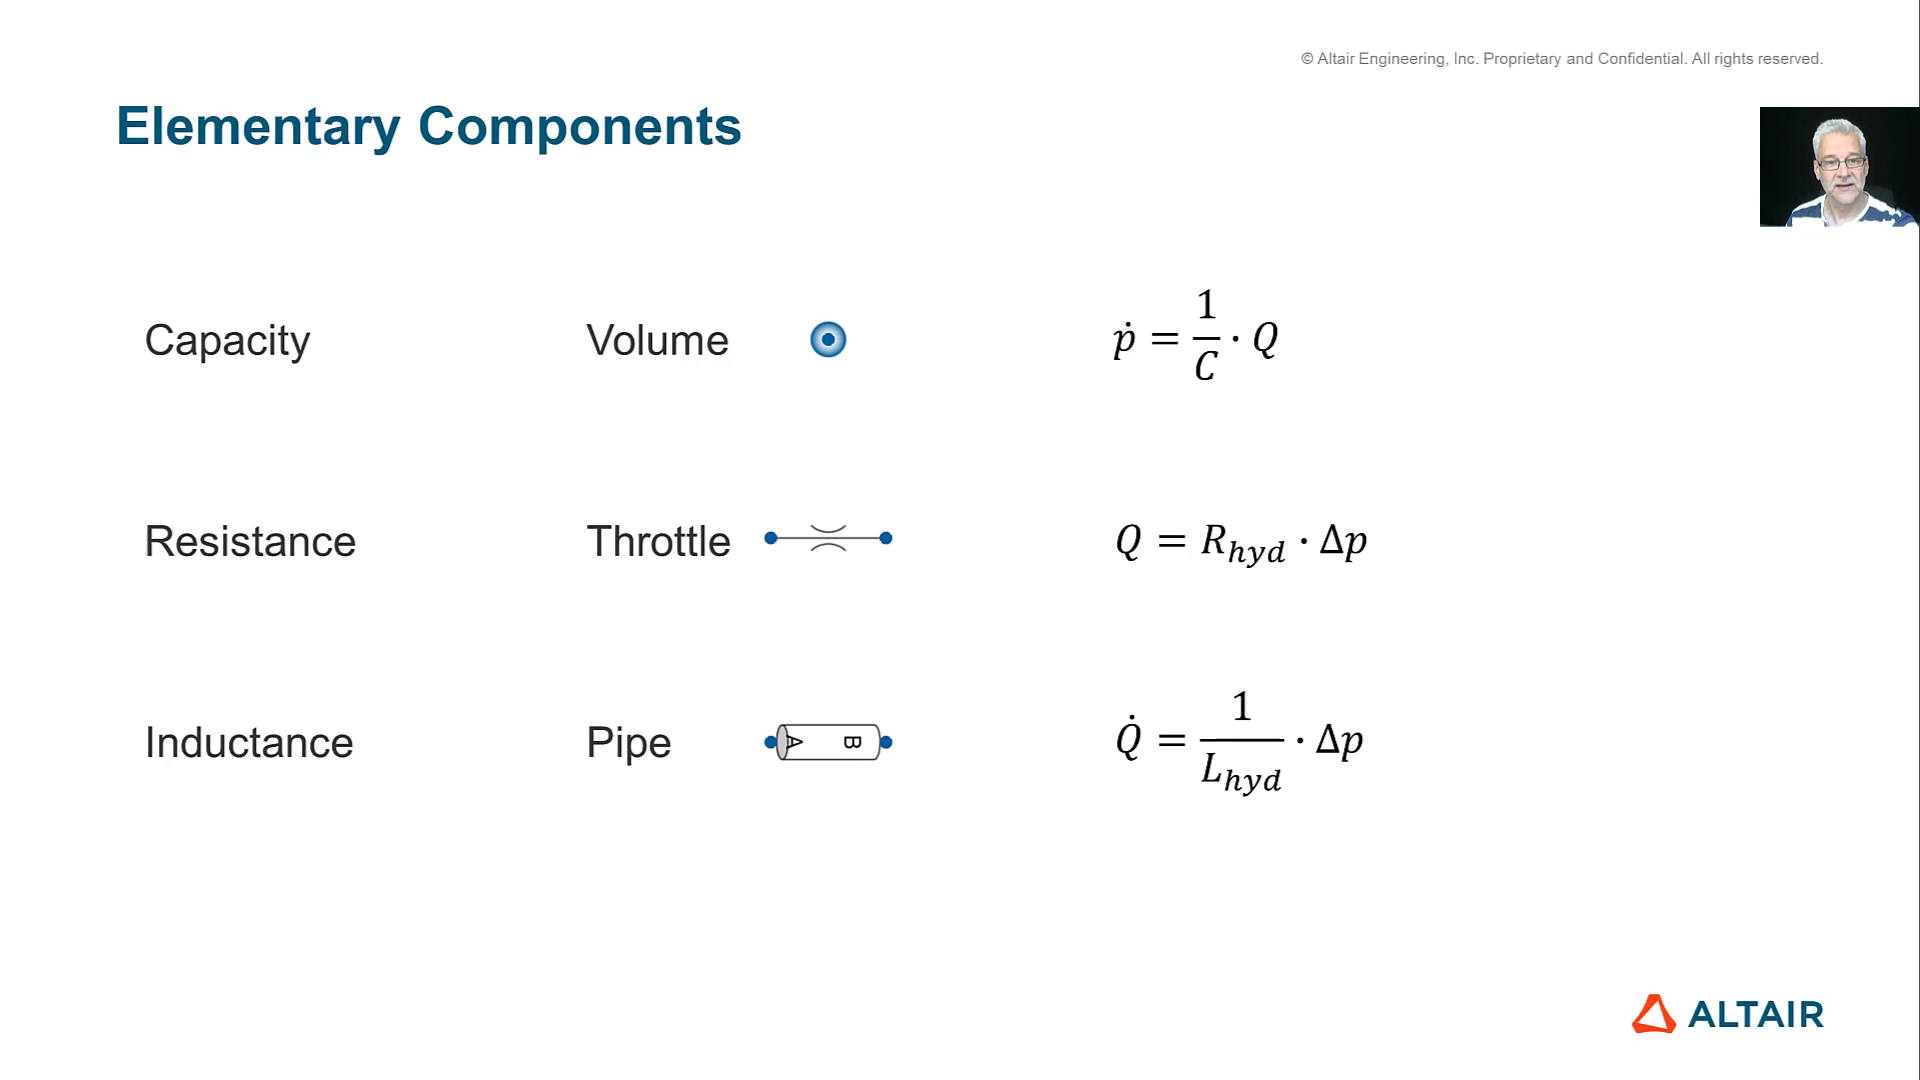 © Altair Engineering, Inc. Proprietary and Confidential. All rights reserved.
Elementary Components
Capacity Volume ṗ = 1/C · Q
Resistance Throttle Q = R_hyd · Δp
Inductance Pipe A B Q̇ = 1/L_hyd · Δp
ALTAIR